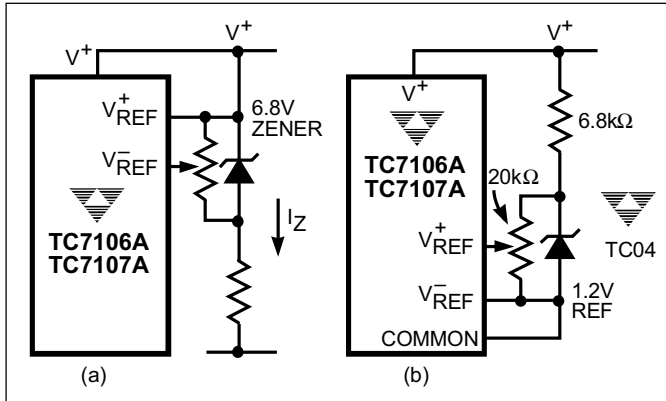 V+
V+
V+REF
6.8V
ZENER
V–REF
IZ
TC7106A
TC7107A
(a)
V+
V+
6.8kΩ
TC7106A
TC7107A
20kΩ
TC04
V+REF
V–REF
1.2V
REF
COMMON
(b)